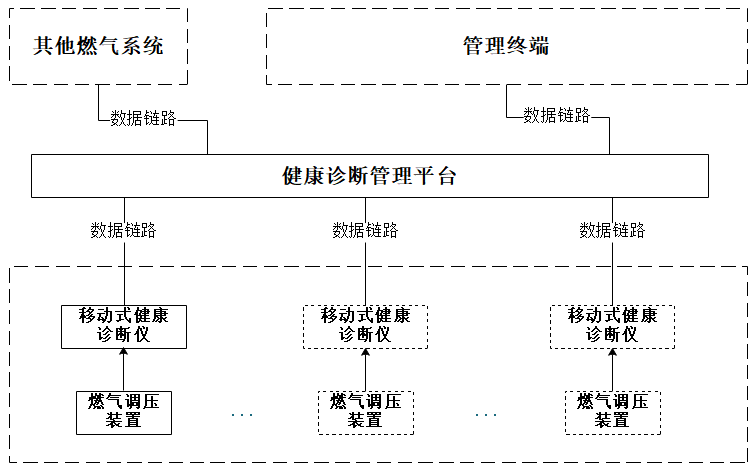 其他燃气系统
管理终端
数据链路
数据链路
健康诊断管理平台
数据链路
数据链路
数据链路
移动式健康
诊断仪
移动式健康
诊断仪
移动式健康
诊断仪
燃气调压
装置
...
燃气调压
装置
...
燃气调压
装置